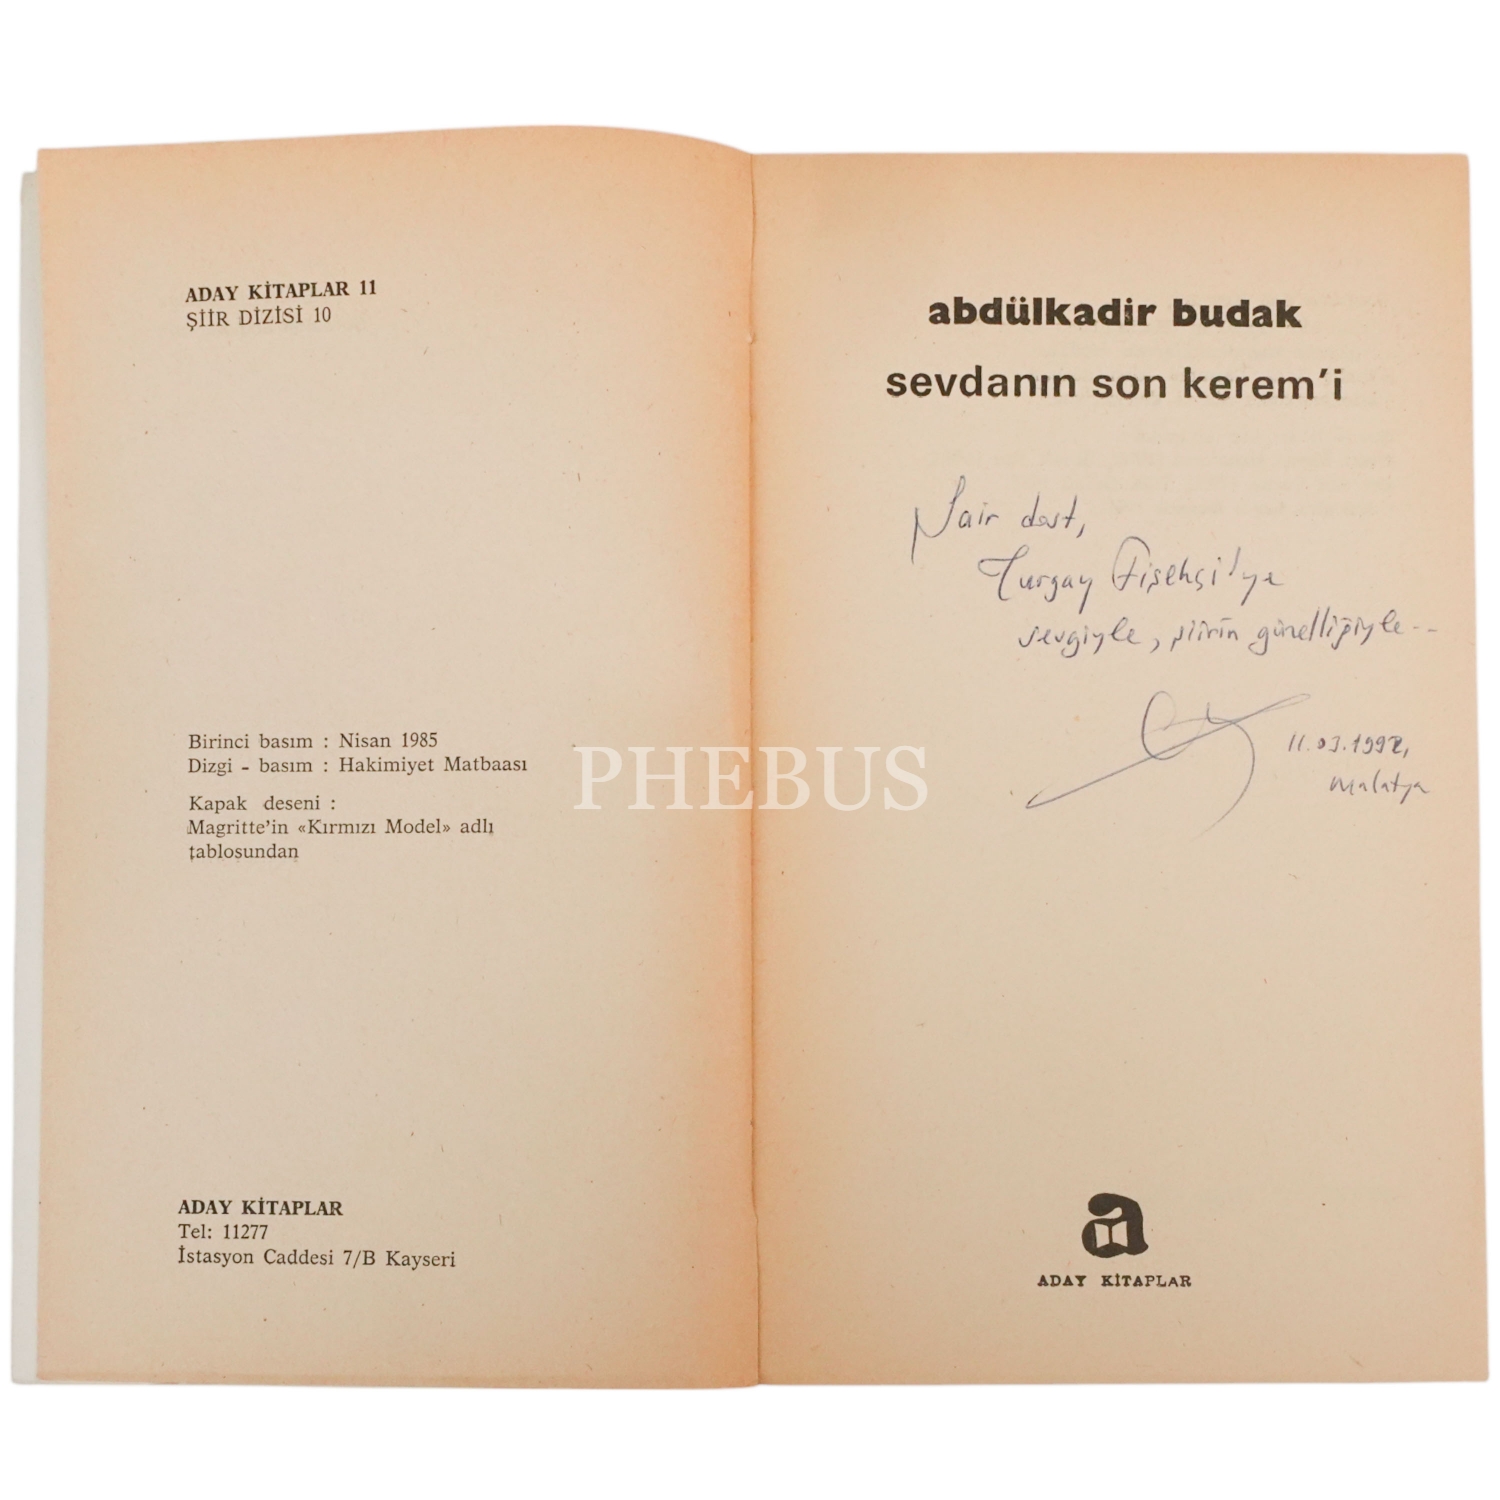 ADAY KİTAPLAR 11
ŞİİR DİZİSİ 10
Birinci basım : Nisan 1985
Dizgi - basım : Hakimiyet Matbaası
Kapak deseni :
Magritte'in «Kırmızı Model» adlı
tablosundan
ADAY KİTAPLAR
Tel: 11277
İstasyon Caddesi 7/B Kayseri
abdülkadir budak
sevdanın son kerem'i
Şair dost,
Turgay Fişekçi'ye
sevgiyle, şiirin güzelliğiyle--
11.03.1992,
Malatya
a
ADAY KİTAPLAR
PHEBUS